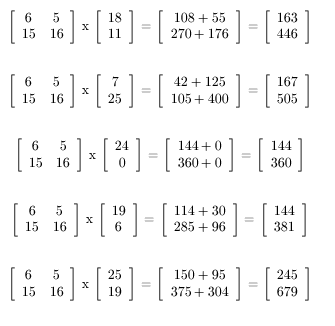 [ 6 5 ] x [ 18 ] = [ 108 + 55 ] = [ 163 ]
[ 15 16 ] [ 11 ] [ 270 + 176 ] [ 446 ]
[ 6 5 ] x [ 7 ] = [ 42 + 125 ] = [ 167 ]
[ 15 16 ] [ 25 ] [ 105 + 400 ] [ 505 ]
[ 6 5 ] x [ 24 ] = [ 144 + 0 ] = [ 144 ]
[ 15 16 ] [ 0 ] [ 360 + 0 ] [ 360 ]
[ 6 5 ] x [ 19 ] = [ 114 + 30 ] = [ 144 ]
[ 15 16 ] [ 6 ] [ 285 + 96 ] [ 381 ]
[ 6 5 ] x [ 25 ] = [ 150 + 95 ] = [ 245 ]
[ 15 16 ] [ 19 ] [ 375 + 304 ] [ 679 ]